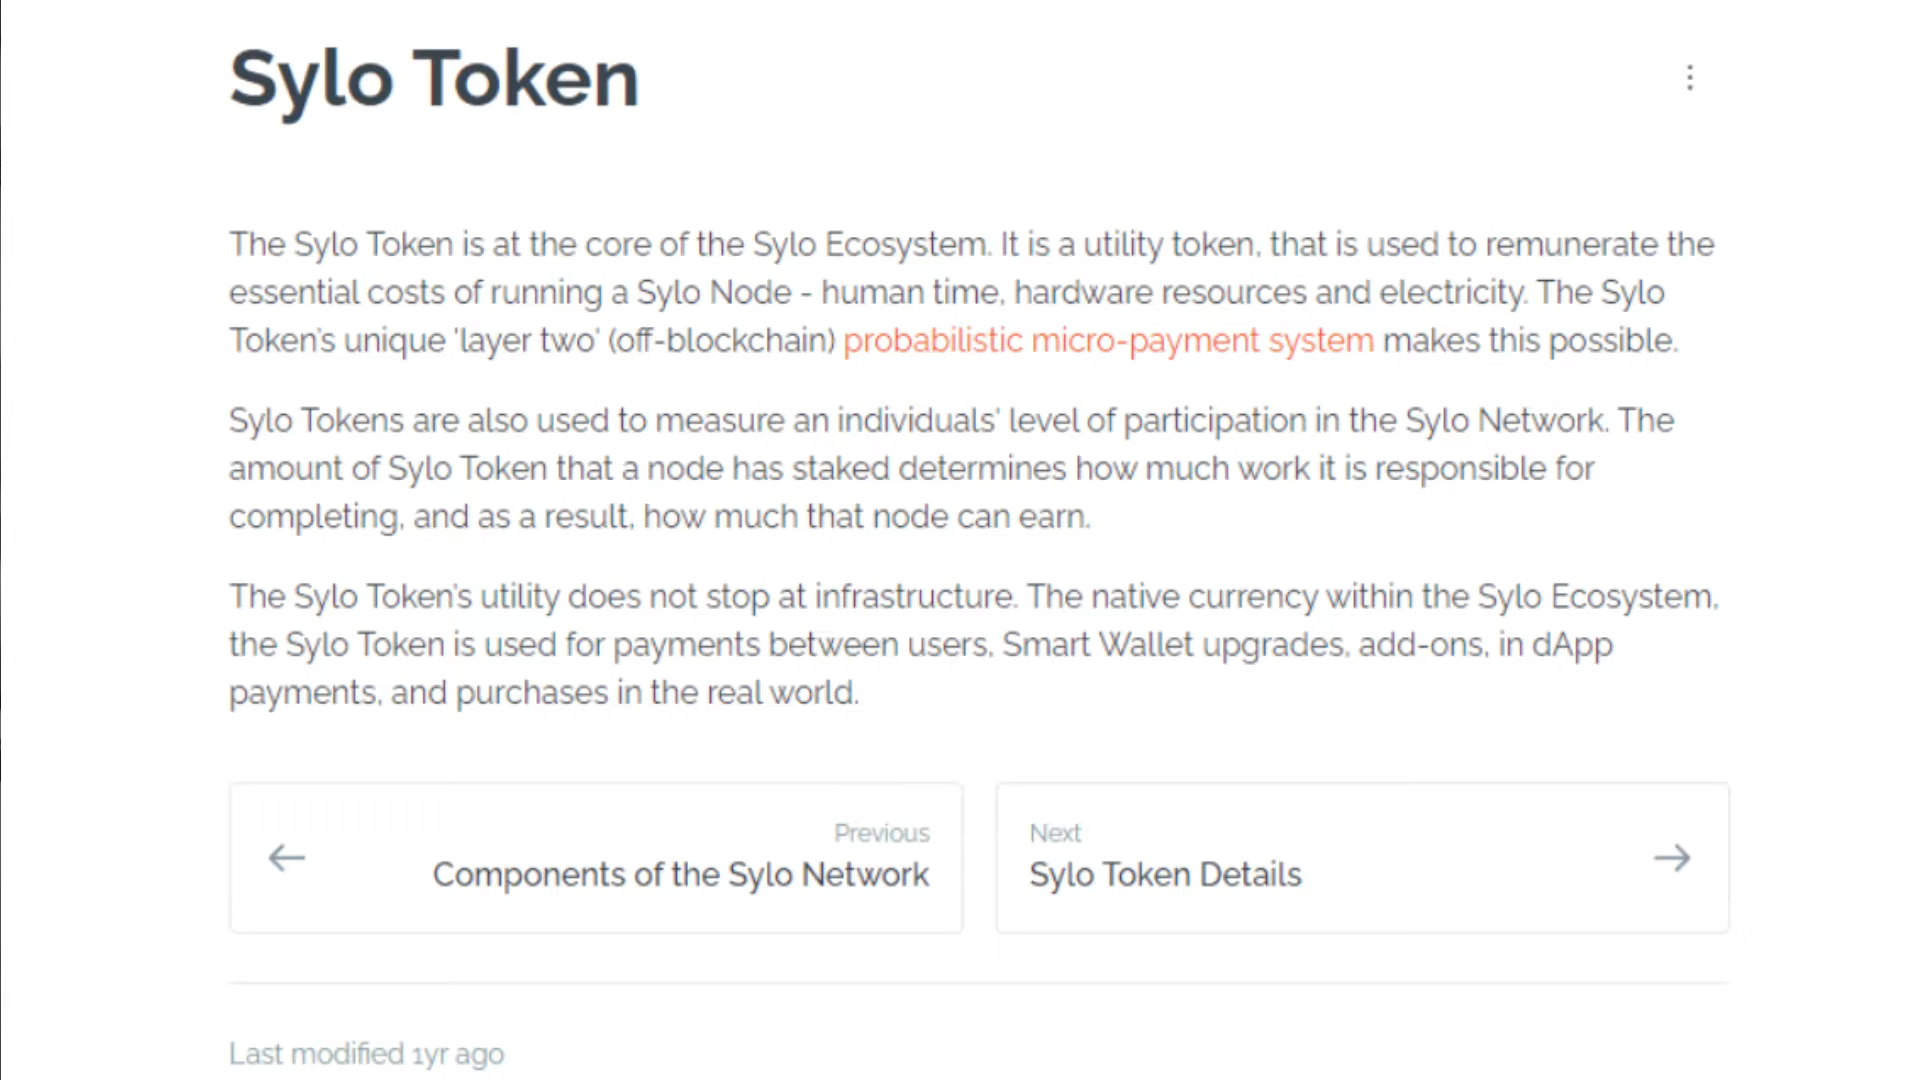 Sylo Token
The Sylo Token is at the core of the Sylo Ecosystem. It is a utility token, that is used to remunerate the
essential costs of running a Sylo Node - human time, hardware resources and electricity. The Sylo
Token's unique 'layer two' (off-blockchain) probabilistic micro-payment system makes this possible.
Sylo Tokens are also used to measure an individuals' level of participation in the Sylo Network. The
amount of Sylo Token that a node has staked determines how much work it is responsible for
completing, and as a result, how much that node can earn.
The Sylo Token's utility does not stop at infrastructure. The native currency within the Sylo Ecosystem,
the Sylo Token is used for payments between users, Smart Wallet upgrades, add-ons, in dApp
payments, and purchases in the real world.
Previous
Components of the Sylo Network
Next
Sylo Token Details
Last modified 1yr ago